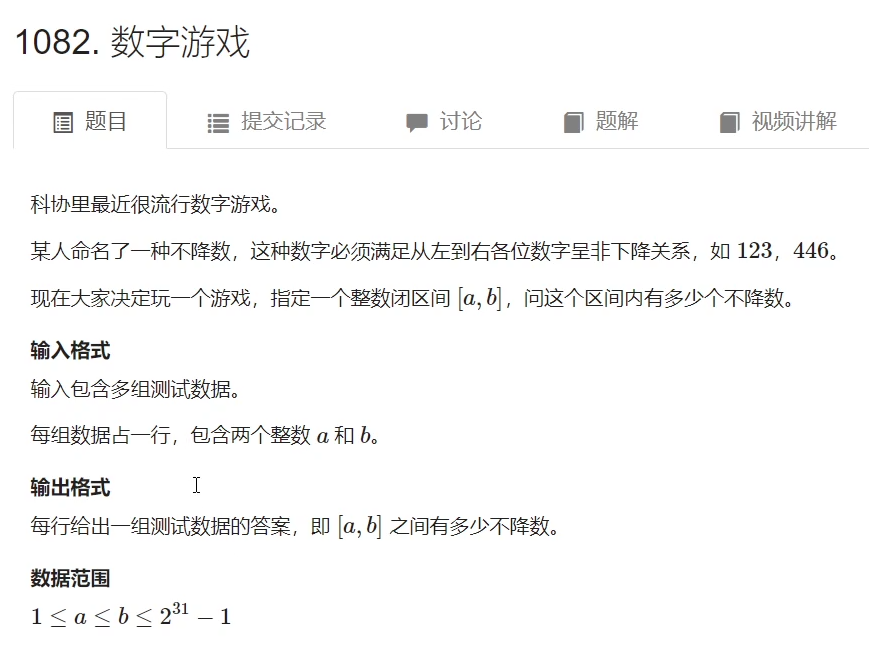 1082. 数字游戏
题目 提交记录 讨论 题解 视频讲解
科协里最近很流行数字游戏。
某人命名了一种不降数，这种数字必须满足从左到右各位数字呈非下降关系，如 123，446。
现在大家决定玩一个游戏，指定一个整数闭区间 [a, b]，问这个区间内有多少个不降数。
输入格式
输入包含多组测试数据。
每组数据占一行，包含两个整数 a 和 b。
输出格式
每行给出一组测试数据的答案，即 [a, b] 之间有多少不降数。
数据范围
1 ≤ a ≤ b ≤ 2³¹ − 1